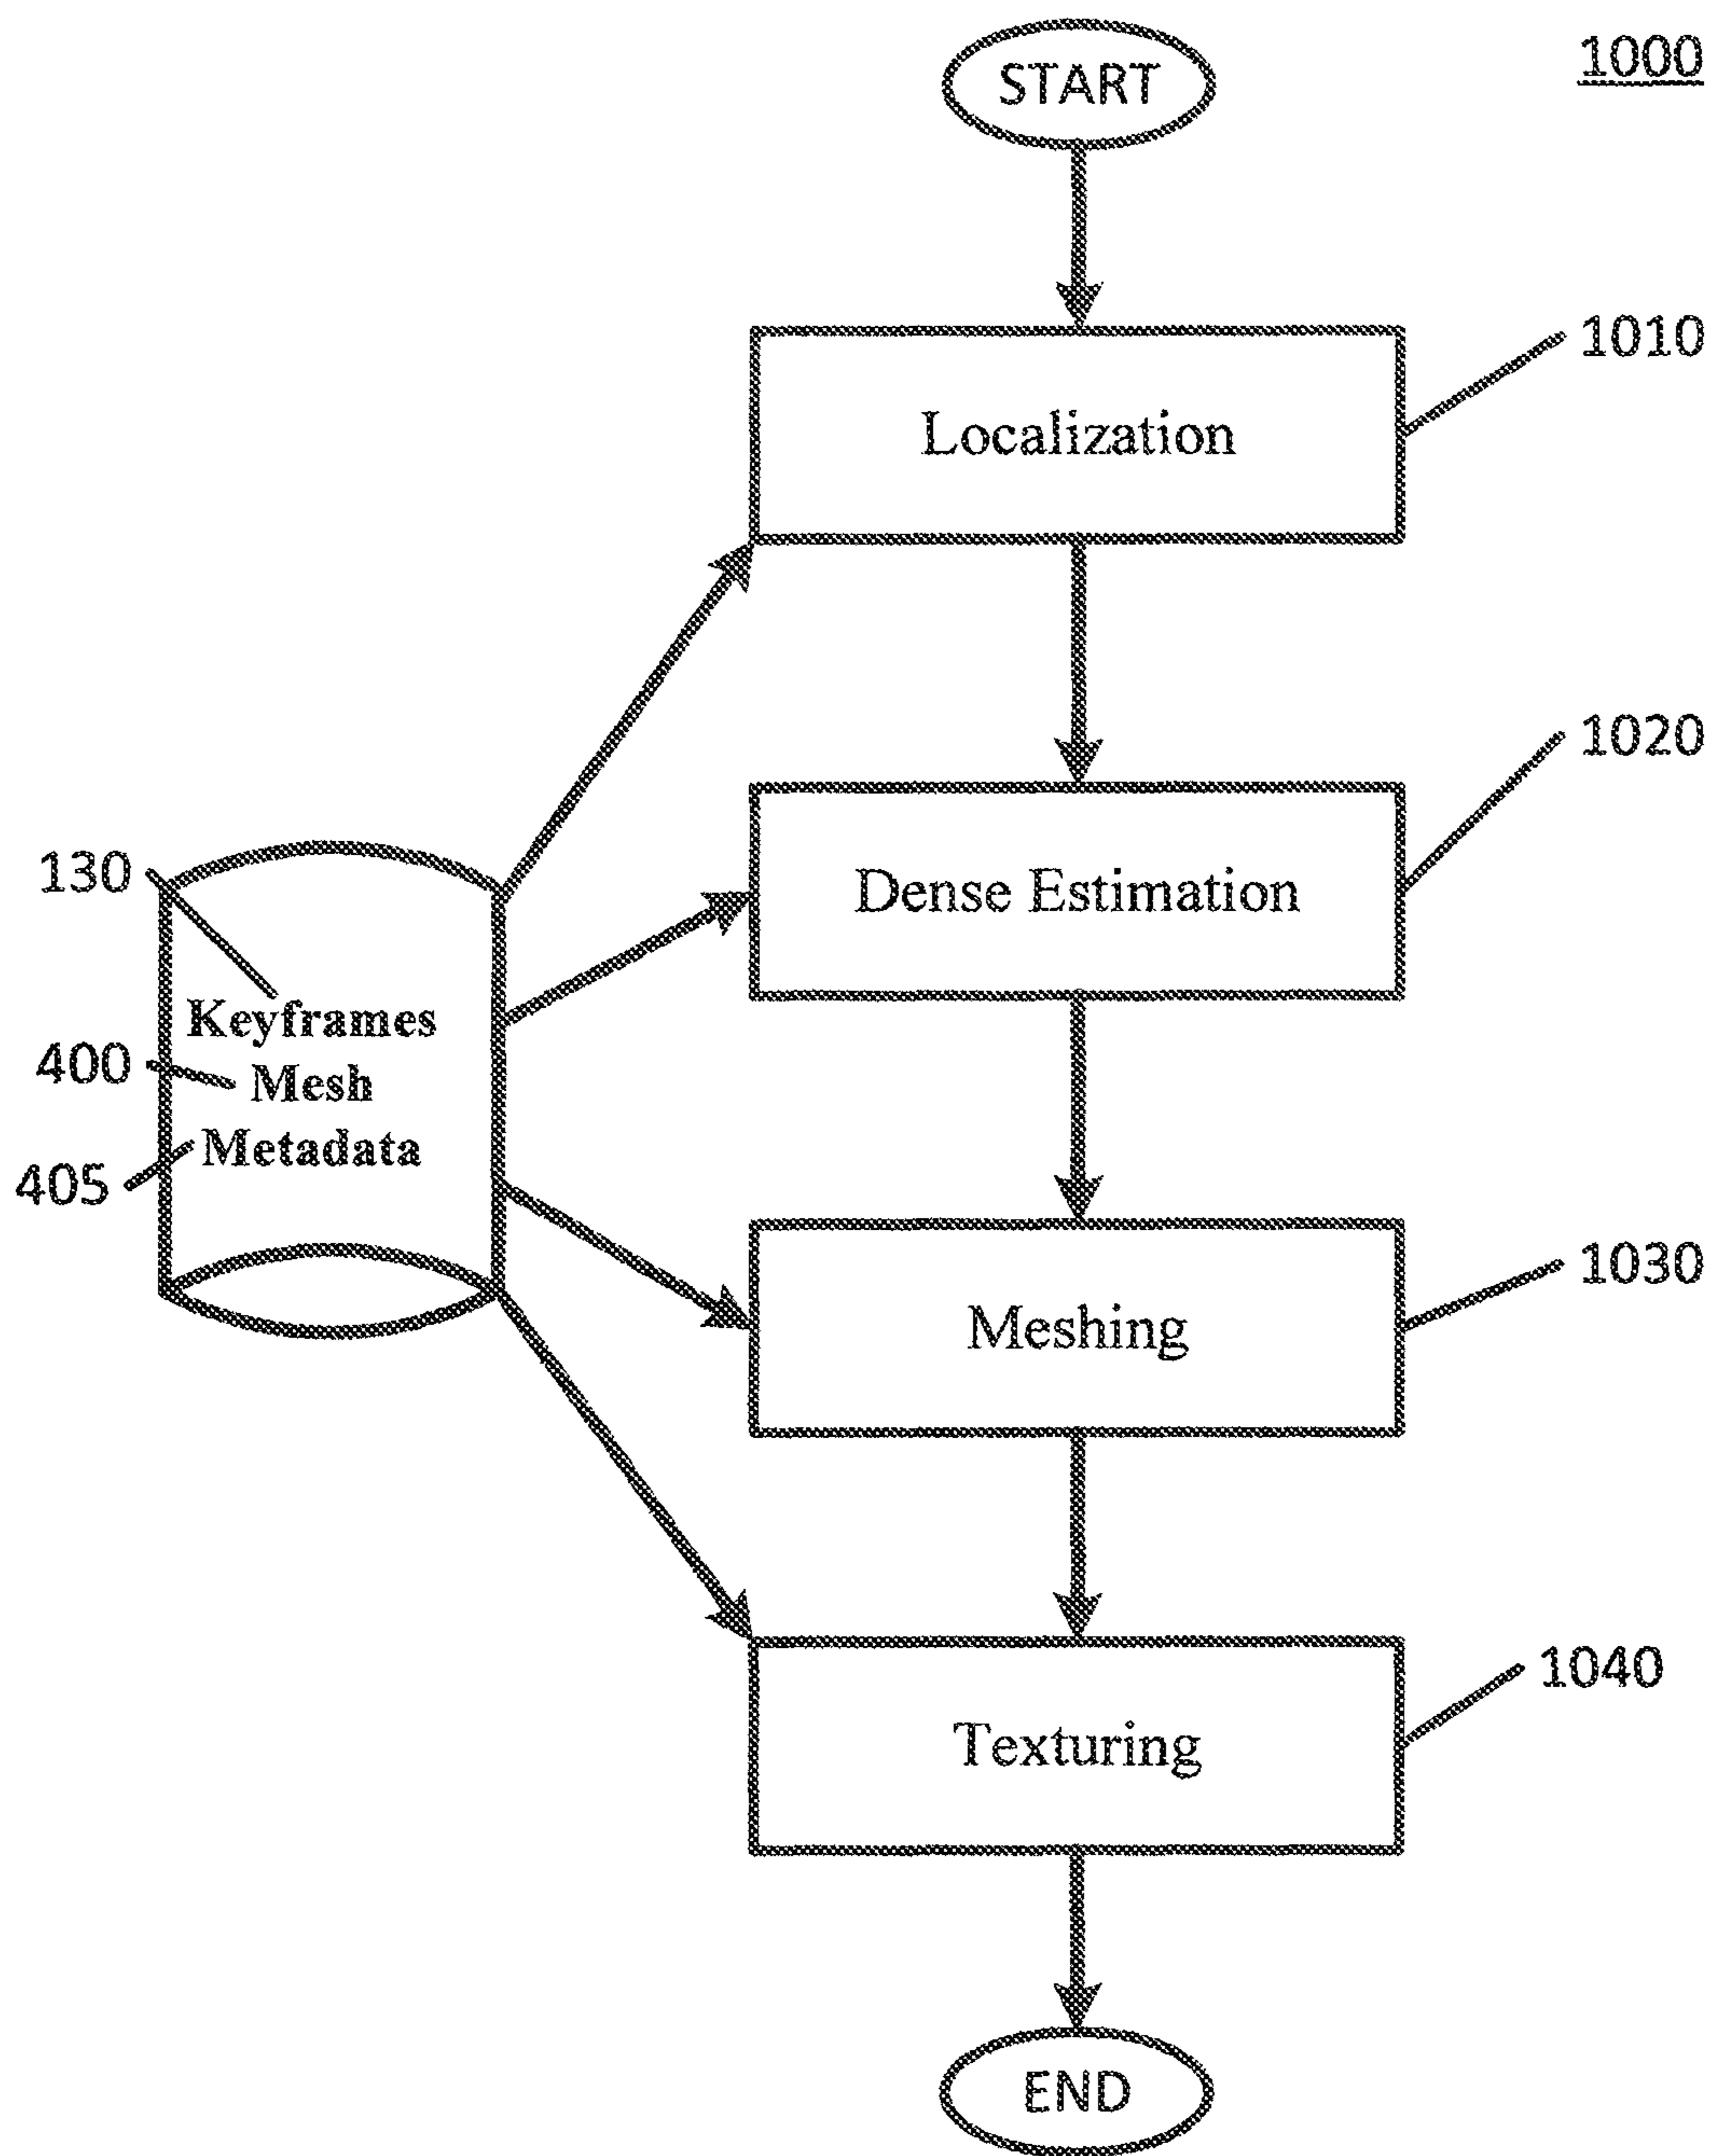 START
1000
Localization
1010
Dense Estimation
1020
130
Keyframes
400
Mesh
405
Metadata
Meshing
1030
Texturing
1040
END